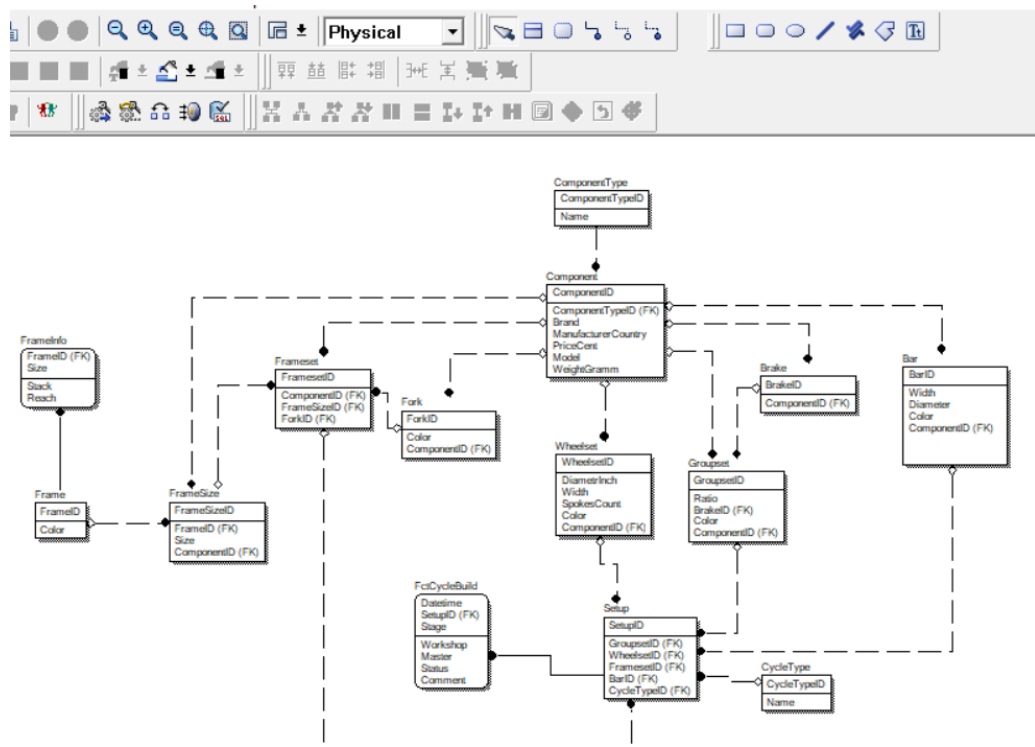 Physical
ComponentType
ComponentTypeID
Name
Component
ComponentID
ComponentTypeID (FK)
Brand
ManufacturerCountry
PriceCent
Model
WeightGramm
FrameInfo
FrameID (FK)
Size
Stack
Reach
Frameset
FramesetID
ComponentID (FK)
FrameSizeID (FK)
ForkID (FK)
Fork
ForkID
Color
ComponentID (FK)
Brake
BrakeID
ComponentID (FK)
Bar
BarID
Width
Diameter
Color
ComponentID (FK)
Wheelset
WheelsetID
DiametrInch
Width
SpokesCount
Color
ComponentID (FK)
Groupset
GroupsetID
Ratio
BrakeID (FK)
Color
ComponentID (FK)
Frame
FrameID
Color
FrameSize
FrameSizeID
FrameID (FK)
Size
ComponentID (FK)
FctCycleBuild
Datetime
SetupID (FK)
Stage
Workshop
Master
Status
Comment
Setup
SetupID
GroupsetID (FK)
WheelsetID (FK)
FramesetID (FK)
BarID (FK)
CycleTypeID (FK)
CycleType
CycleTypeID
Name